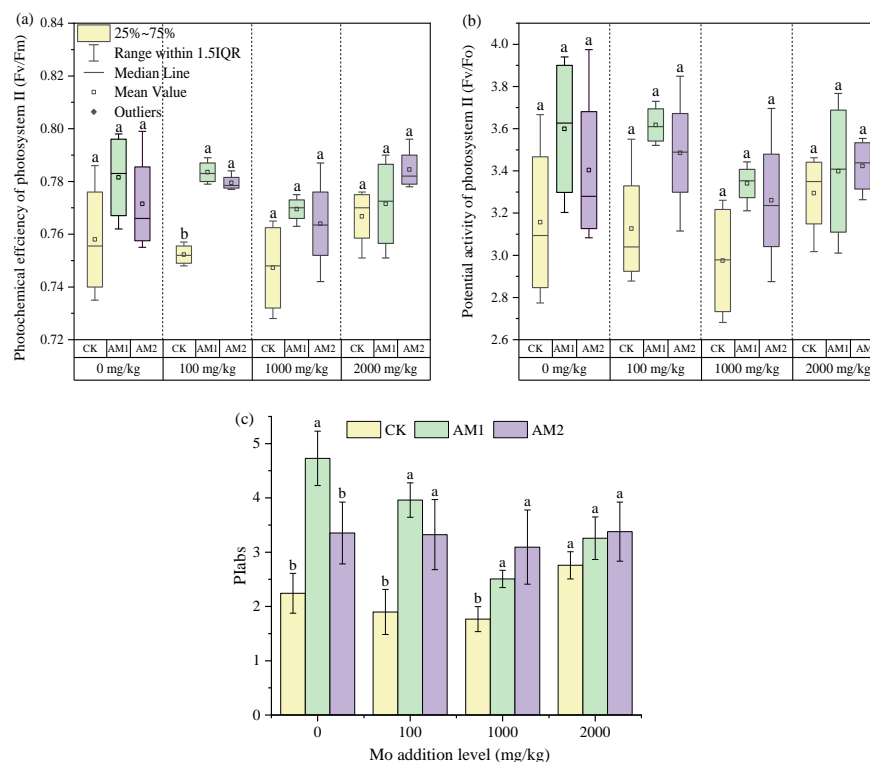 (a)
0.84
0.82
0.80
0.78
0.76
0.74
0.72
Photochemical effciency of photosystem II (Fv/Fm)
25%~75%
Range within 1.5IQR
Median Line
Mean Value
Outliers
a a a
b a a
a a a
a a a
CK AM1 AM2 CK AM1 AM2 CK AM1 AM2 CK AM1 AM2
0 mg/kg 100 mg/kg 1000 mg/kg 2000 mg/kg
(b)
4.0
3.8
3.6
3.4
3.2
3.0
2.8
2.6
Potential activity of photosystem II (Fv/Fo)
a a a
a a a
a a a
a a a
CK AM1 AM2 CK AM1 AM2 CK AM1 AM2 CK AM1 AM
0 mg/kg 100 mg/kg 1000 mg/kg 2000 mg/kg
(c)
CK AM1 AM2
5
4
3
2
1
0
PIabs
b a b
b a a
b a a
a a a
0 100 1000 2000
Mo addition level (mg/kg)